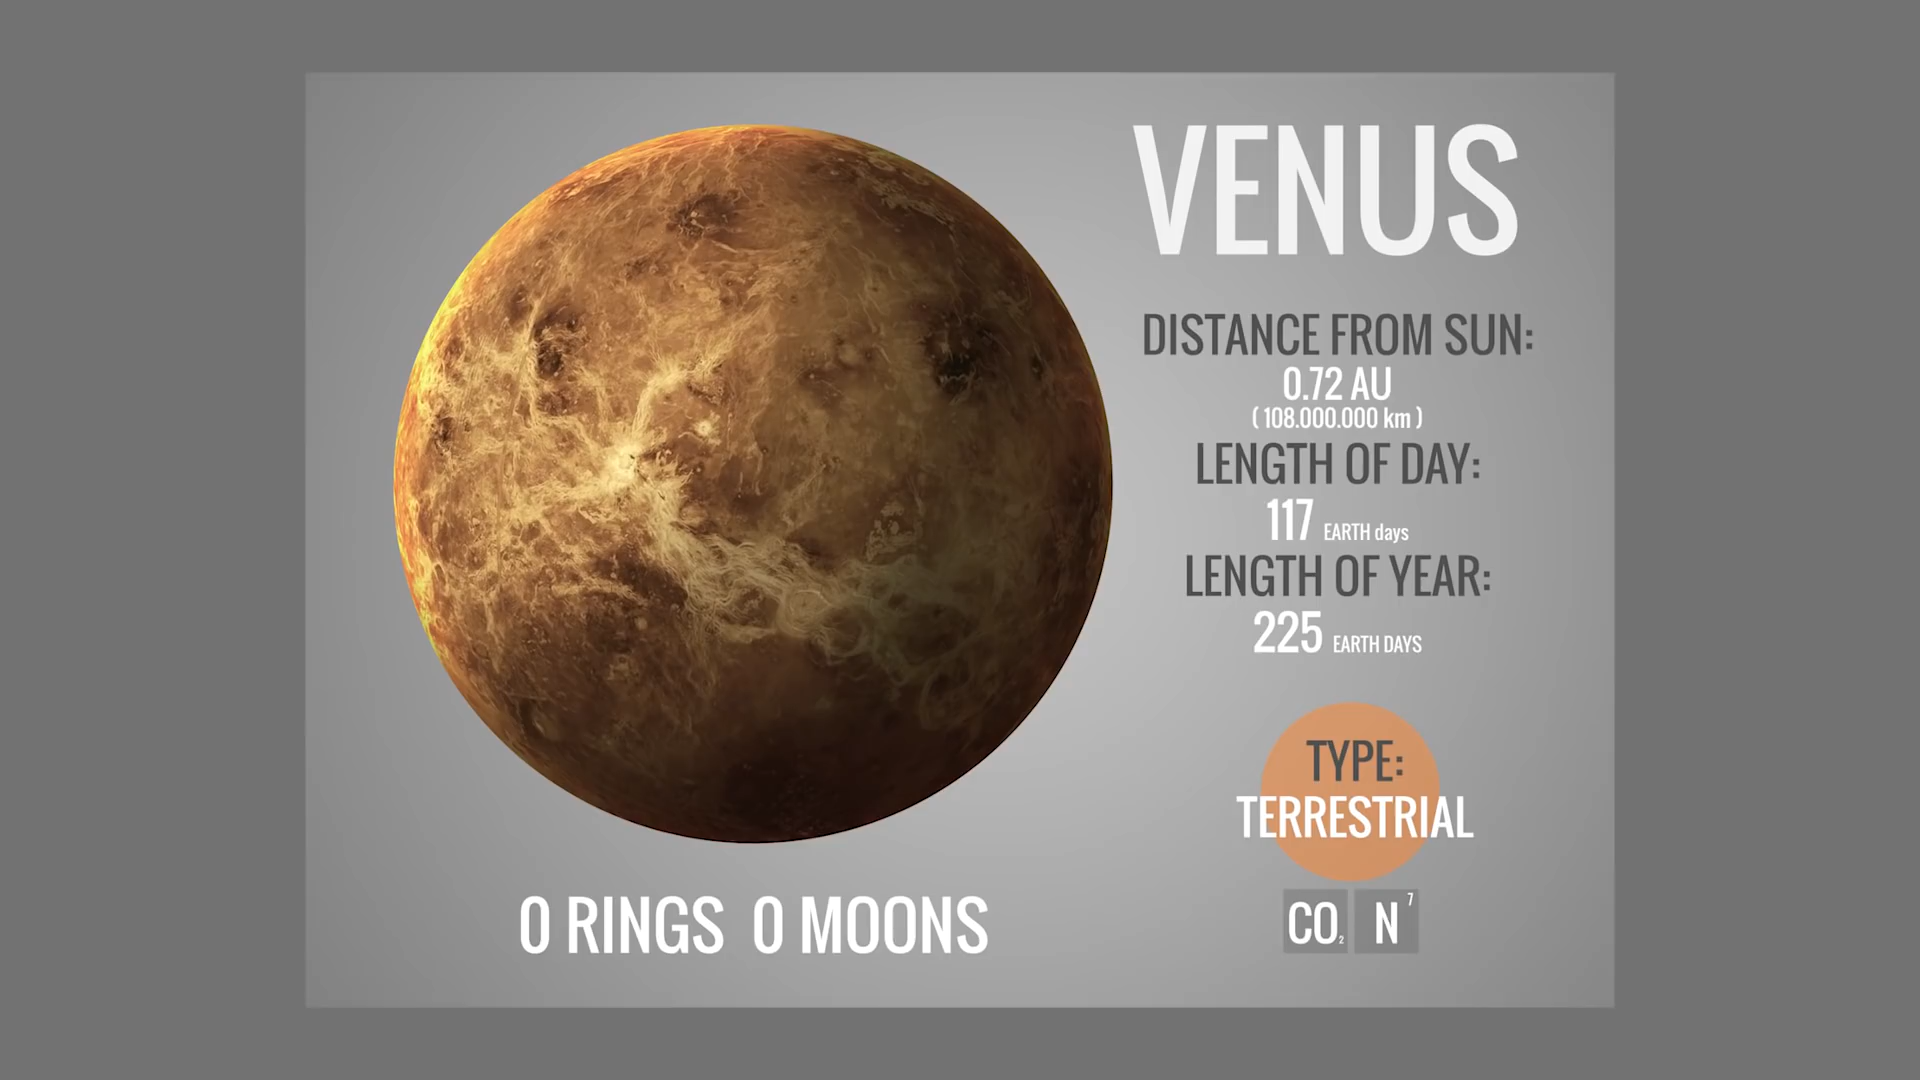 VENUS
DISTANCE FROM SUN:
0.72 AU
( 108.000.000 km )
LENGTH OF DAY:
117 EARTH days
LENGTH OF YEAR:
225 EARTH DAYS
TYPE:
TERRESTRIAL
CO₂ N 7
0 RINGS 0 MOONS